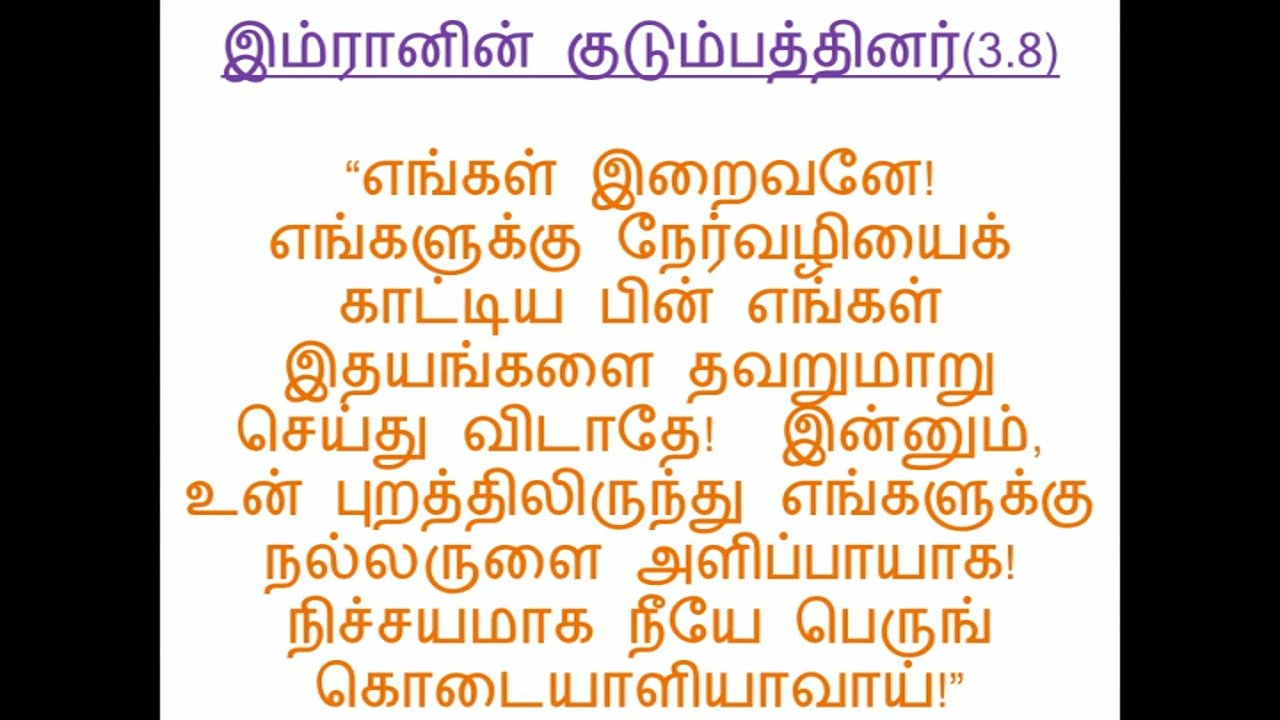 இம்ரானின் குடும்பத்தினர்(3.8)
“எங்கள் இறைவனே!
எங்களுக்கு நேர்வழியைக்
காட்டிய பின் எங்கள்
இதயங்களை தவறுமாறு
செய்து விடாதே! இன்னும்,
உன் புறத்திலிருந்து எங்களுக்கு
நல்லருளை அளிப்பாயாக!
நிச்சயமாக நீயே பெருங்
கொடையாளியாவாய்!”